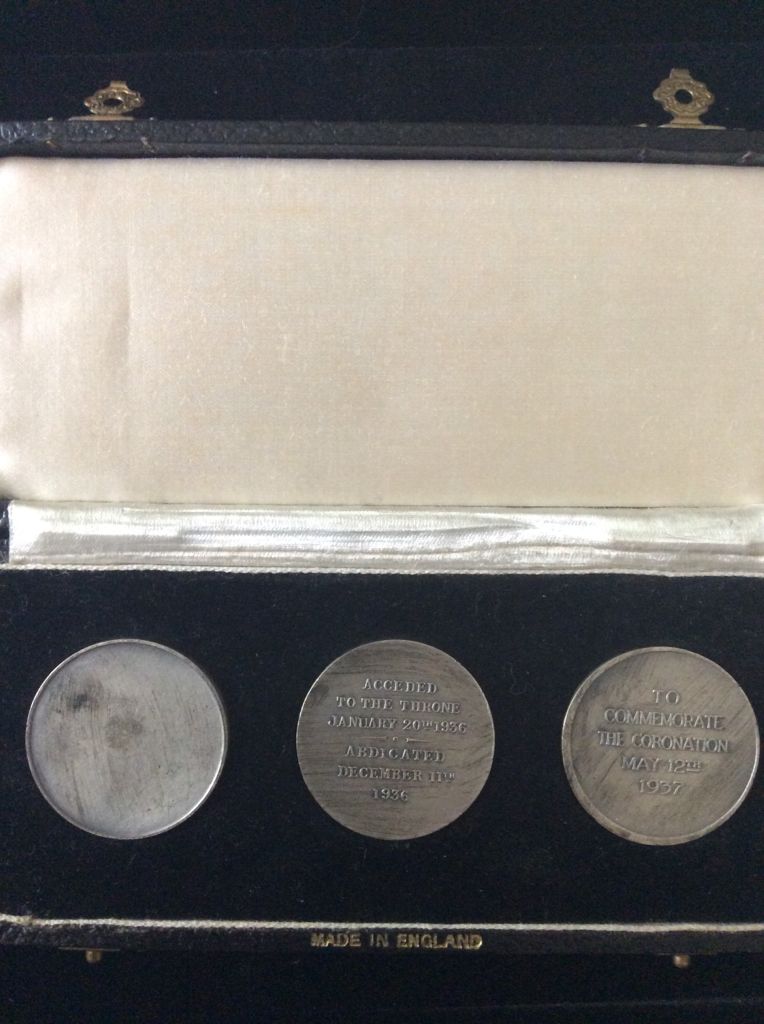 ACCEDED
TO THE THRONE
JANUARY 20TH 1936
ABDICATED
DECEMBER 11TH
1936
TO
COMMEMORATE
THE CORONATION
MAY 12TH
1937
MADE IN ENGLAND